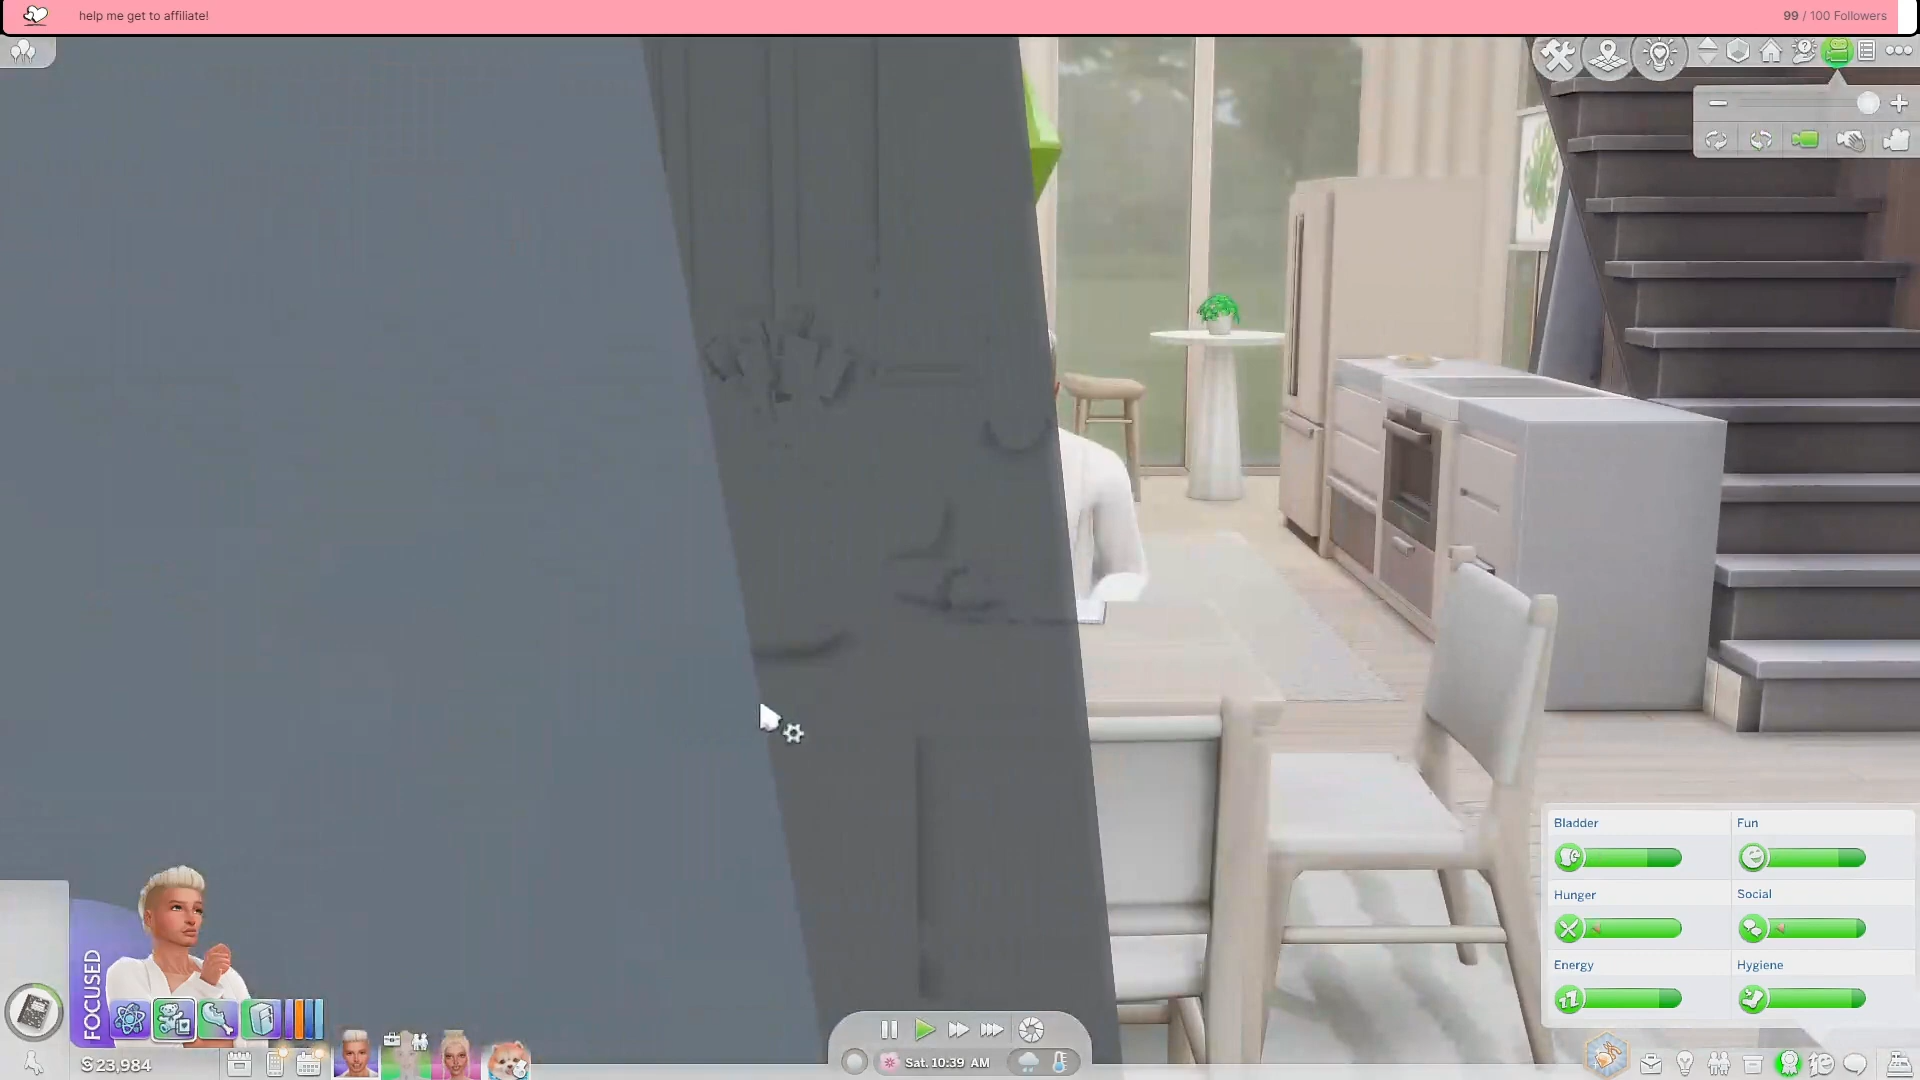 help me get to affiliate!
99 / 100 Followers
Bladder
Fun
Hunger
Social
Energy
Hygiene
FOCUSED
§23,984
Sat. 10:39 AM